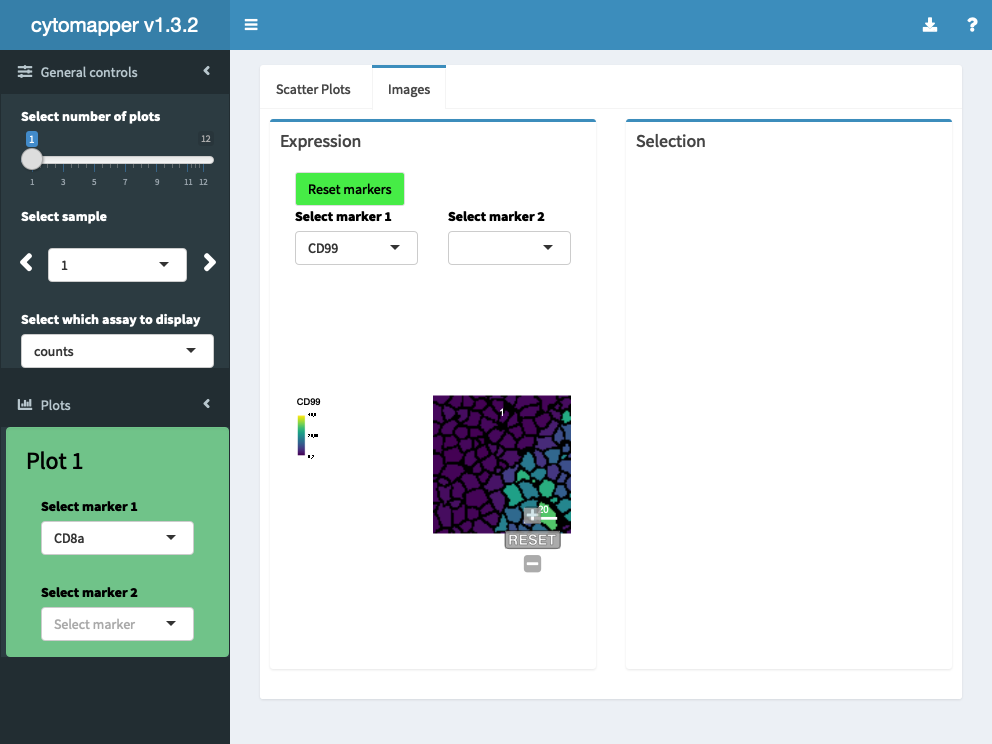 cytomapper v1.3.2
General controls
Select number of plots
1
12
1 3 5 7 9 11 12
Select sample
1
Select which assay to display
counts
Plots
Plot 1
Select marker 1
CD8a
Select marker 2
Select marker
Scatter Plots
Images
Expression
Reset markers
Select marker 1
Select marker 2
CD99
CD99
1
20
RESET
Selection
?